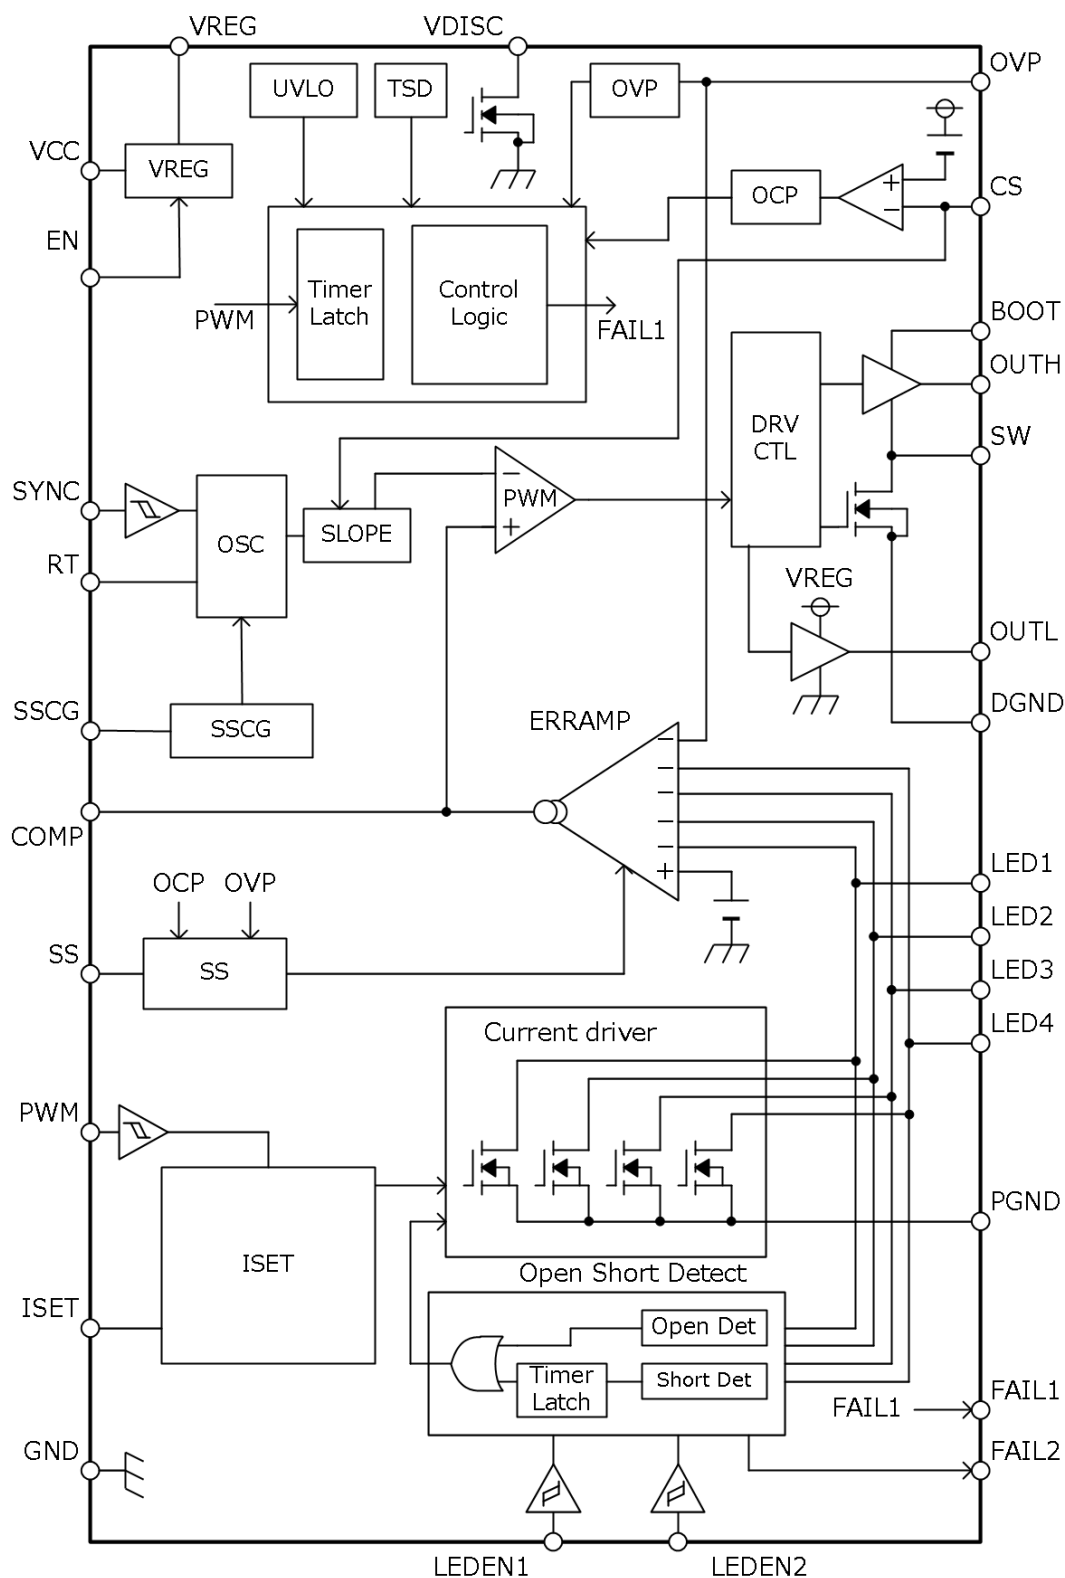 VREG
VDISC
OVP
UVLO
TSD
OVP
VCC
VREG
OCP
+
−
CS
EN
Timer
Latch
Control
Logic
PWM
FAIL1
BOOT
OUTH
DRV
CTL
SW
SYNC
−
PWM
+
SLOPE
OSC
RT
VREG
OUTL
SSCG
SSCG
ERRAMP
DGND
−
−
−
−
−
+
COMP
LED1
OCP
OVP
LED2
SS
SS
LED3
LED4
Current driver
PWM
PGND
ISET
Open Short Detect
ISET
Open Det
Timer
Latch
Short Det
FAIL1
FAIL1
GND
FAIL2
LEDEN1
LEDEN2